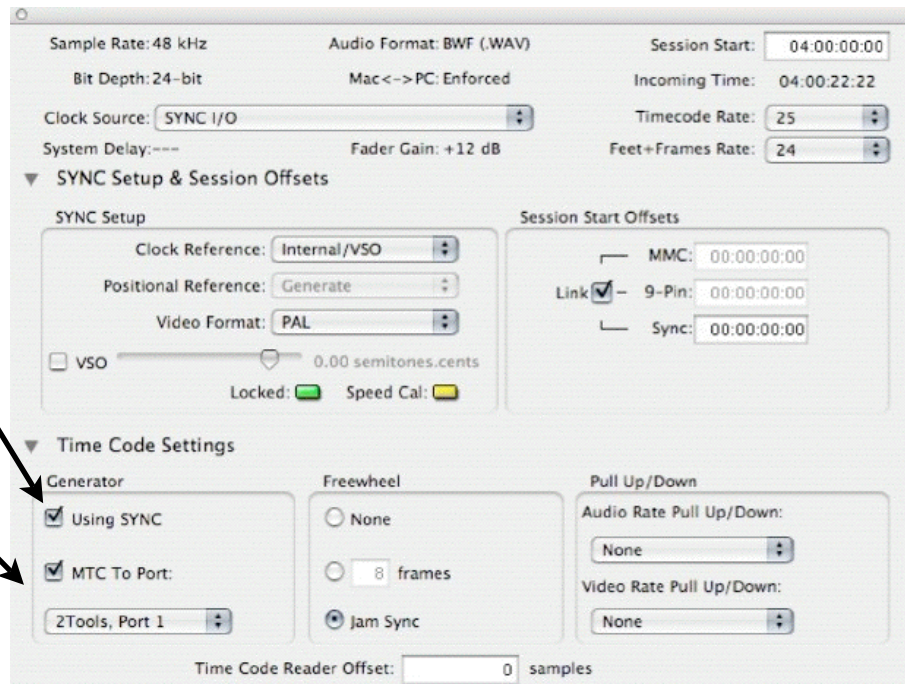 Sample Rate: 48 kHz Audio Format: BWF (.WAV) Session Start: 04:00:00:00
Bit Depth: 24-bit Mac<->PC: Enforced Incoming Time: 04:00:22:22
Clock Source: SYNC I/O Timecode Rate: 25
System Delay:--- Fader Gain: +12 dB Feet+Frames Rate: 24
SYNC Setup & Session Offsets
SYNC Setup Session Start Offsets
Clock Reference: Internal/VSO MMC: 00:00:00:00
Positional Reference: Generate Link 9-Pin: 00:00:00:00
Video Format: PAL Sync: 00:00:00:00
VSO 0.00 semitones.cents
Locked: Speed Cal:
Time Code Settings
Generator Freewheel Pull Up/Down
Using SYNC None Audio Rate Pull Up/Down:
None
MTC To Port: 8 frames Video Rate Pull Up/Down:
2Tools, Port 1 Jam Sync None
Time Code Reader Offset: 0 samples